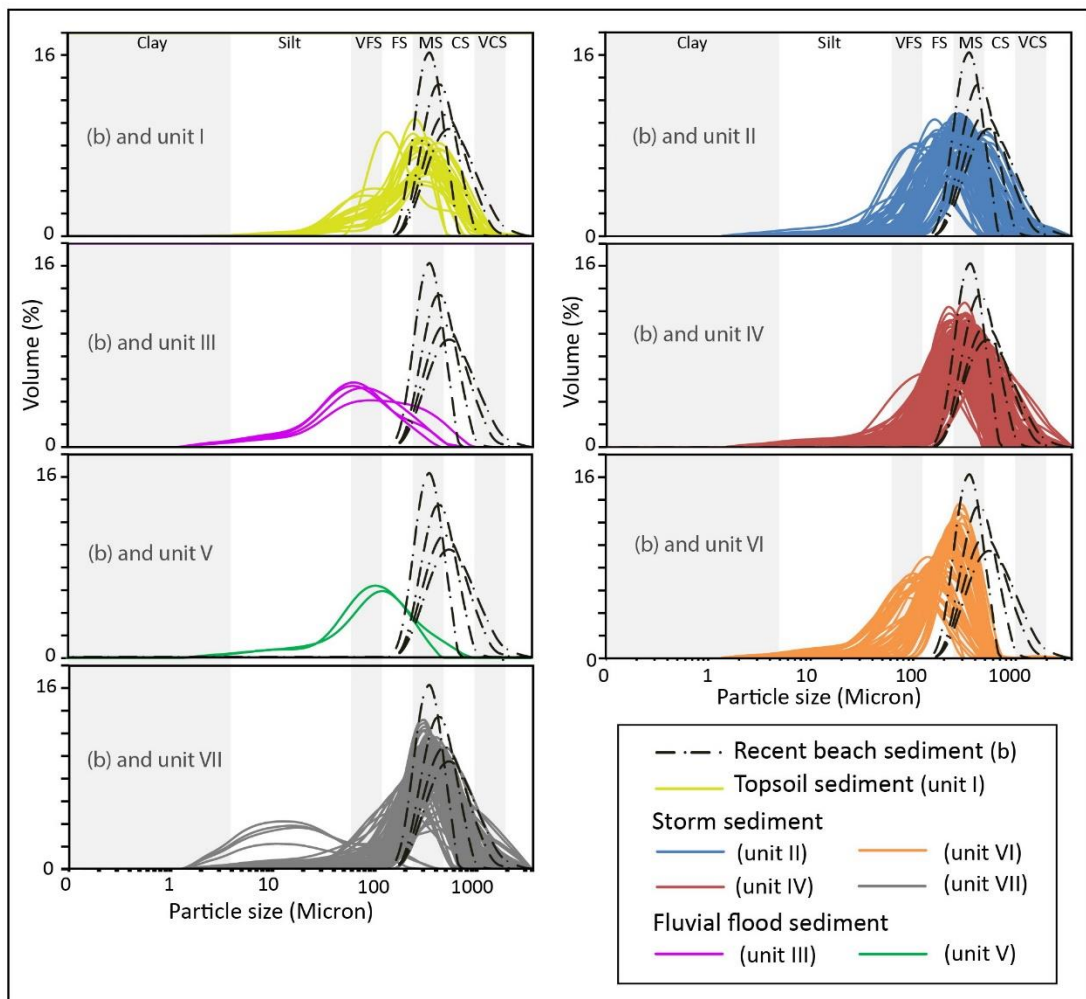 Clay Silt VFS FS MS CS VCS
16
(b) and unit I
0
Clay Silt VFS FS MS CS VCS
16
(b) and unit II
0
16
(b) and unit III
Volume (%)
0
16
(b) and unit IV
Volume (%)
0
16
(b) and unit V
0
16
(b) and unit VI
0
0 1 10 100 1000
Particle size (Micron)
16
(b) and unit VII
0
0 1 10 100 1000
Particle size (Micron)
Recent beach sediment (b)
Topsoil sediment (unit I)
Storm sediment
(unit II) (unit VI)
(unit IV) (unit VII)
Fluvial flood sediment
(unit III) (unit V)